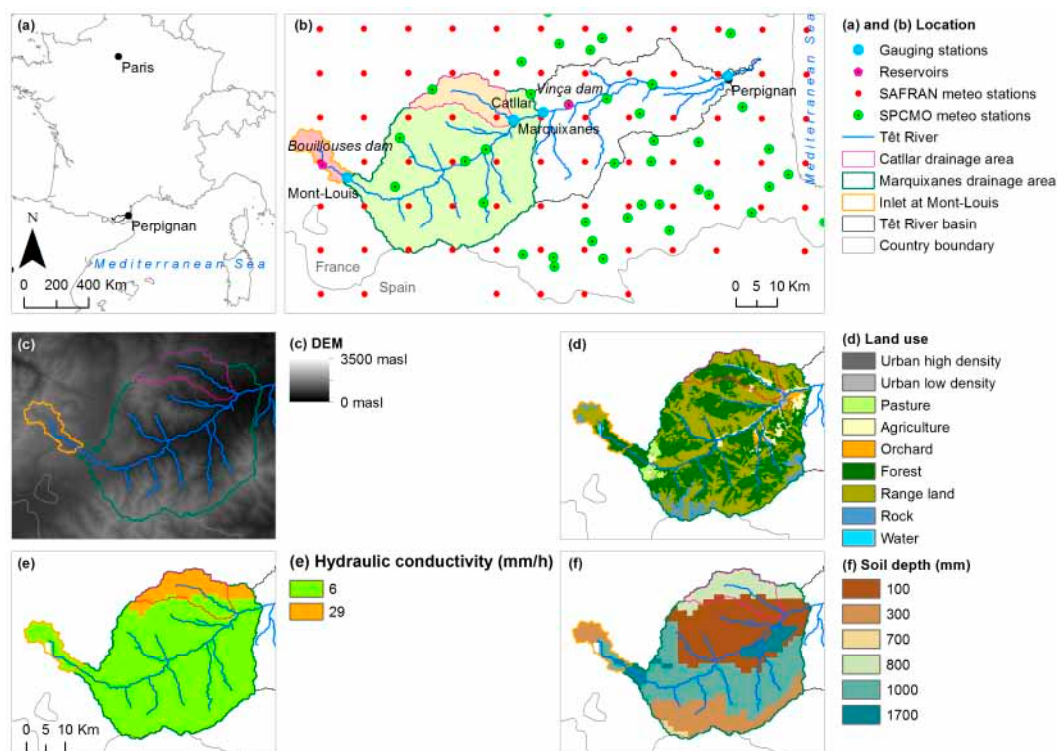 (a)
Paris
Perpignan
N
Mediterranean Sea
0 200 400 Km
(b)
Vinça dam
Catllar
Perpignan
Marquixanes
Bouillouses dam
Mont-Louis
Mediterranean Sea
France
Spain
0 5 10 Km
(a) and (b) Location
Gauging stations
Reservoirs
SAFRAN meteo stations
SPCMO meteo stations
Têt River
Catllar drainage area
Marquixanes drainage area
Inlet at Mont-Louis
Têt River basin
Country boundary
(c)
(c) DEM
3500 masl
0 masl
(d)
(d) Land use
Urban high density
Urban low density
Pasture
Agriculture
Orchard
Forest
Range land
Rock
Water
(e)
0 5 10 Km
(e) Hydraulic conductivity (mm/h)
6
29
(f)
(f) Soil depth (mm)
100
300
700
800
1000
1700